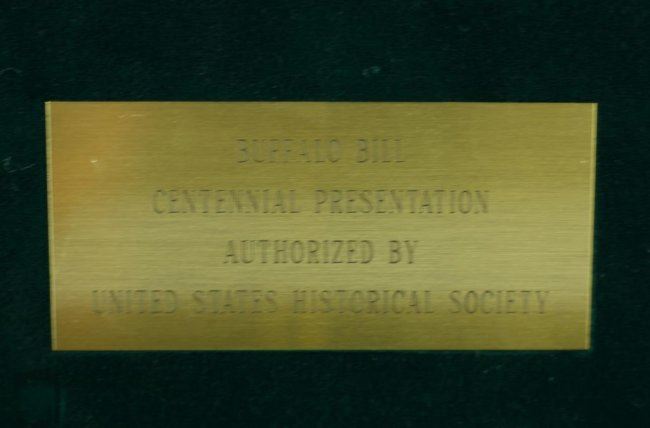 BUFFALO BILL
CENTENNIAL PRESENTATION
AUTHORIZED BY
UNITED STATES HISTORICAL SOCIETY